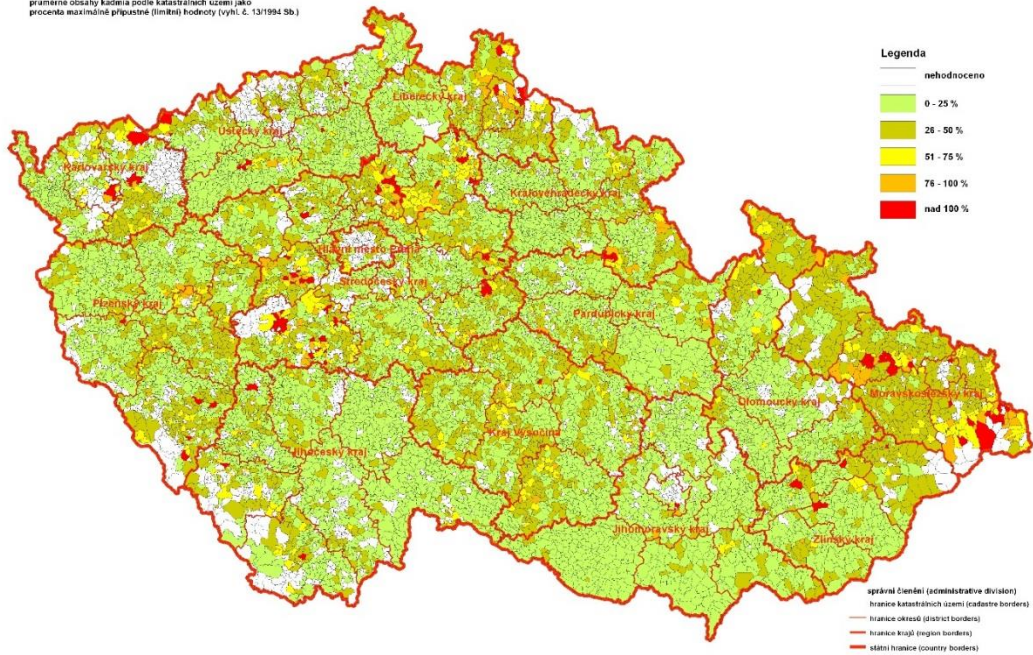 průměrné obsahy kadmia podle katastrálních území jako
procenta maximálně přípustné (limitní) hodnoty (vyhl. č. 13/1994 Sb.)
Legenda
nehodnoceno
0 - 25 %
26 - 50 %
51 - 75 %
76 - 100 %
nad 100 %
Liberecký kraj
Ústecký kraj
Karlovarský kraj
Královéhradecký kraj
Hlavní město Praha
Středočeský kraj
Plzeňský kraj
Pardubický kraj
Moravskoslezský kraj
Olomoucký kraj
Kraj Vysočina
Jihočeský kraj
Jihomoravský kraj
Zlínský kraj
správní členění (administrative division)
hranice katastrálních území (cadastre borders)
hranice okresů (district borders)
hranice krajů (region borders)
státní hranice (country borders)